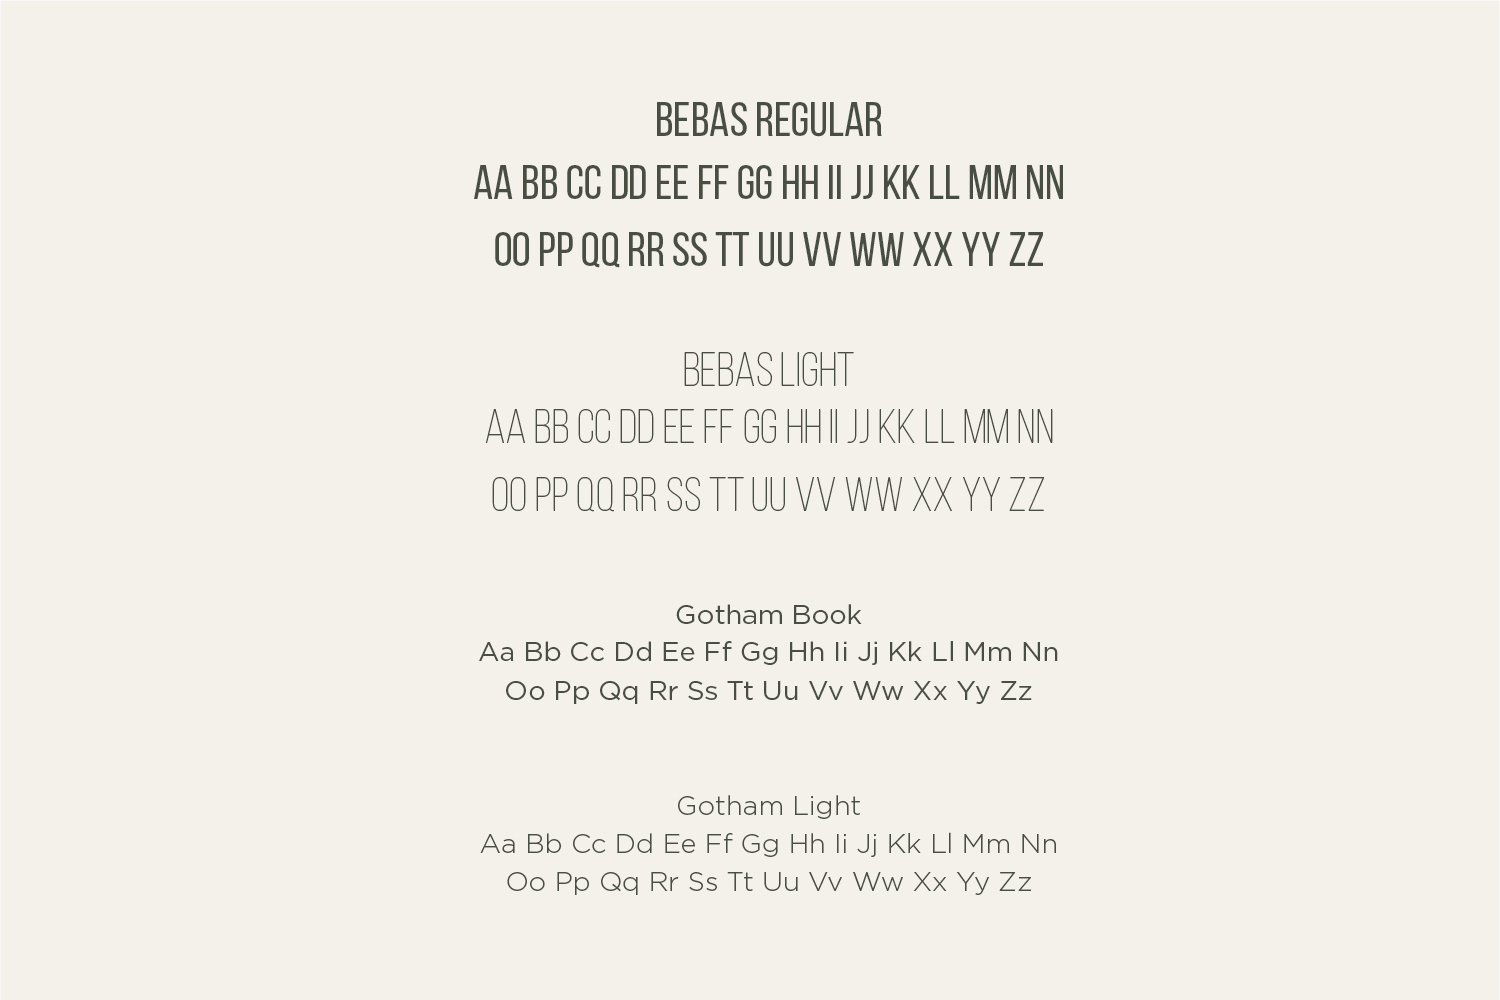 BEBAS REGULAR
AA BB CC DD EE FF GG HH II JJ KK LL MM NN
OO PP QQ RR SS TT UU VV WW XX YY ZZ
BEBAS LIGHT
AA BB CC DD EE FF GG HH II JJ KK LL MM NN
OO PP QQ RR SS TT UU VV WW XX YY ZZ
Gotham Book
Aa Bb Cc Dd Ee Ff Gg Hh Ii Jj Kk Ll Mm Nn
Oo Pp Qq Rr Ss Tt Uu Vv Ww Xx Yy Zz
Gotham Light
Aa Bb Cc Dd Ee Ff Gg Hh Ii Jj Kk Ll Mm Nn
Oo Pp Qq Rr Ss Tt Uu Vv Ww Xx Yy Zz